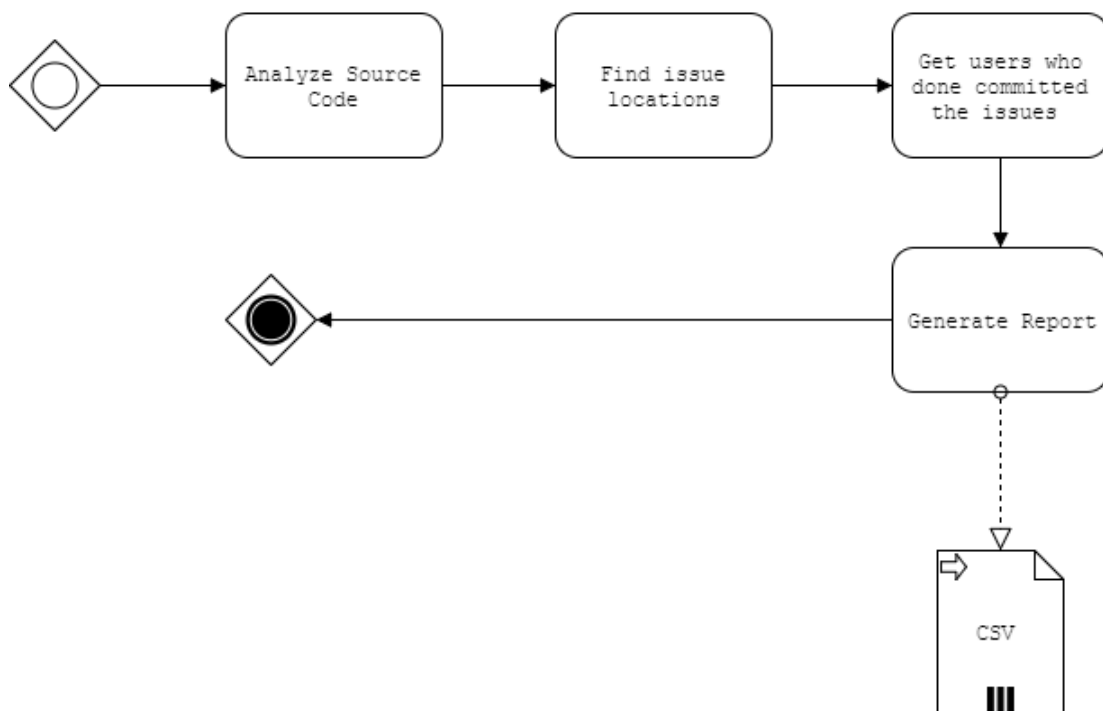 Analyze Source
Code
Find issue
locations
Get users who
done committed
the issues
Generate Report
CSV